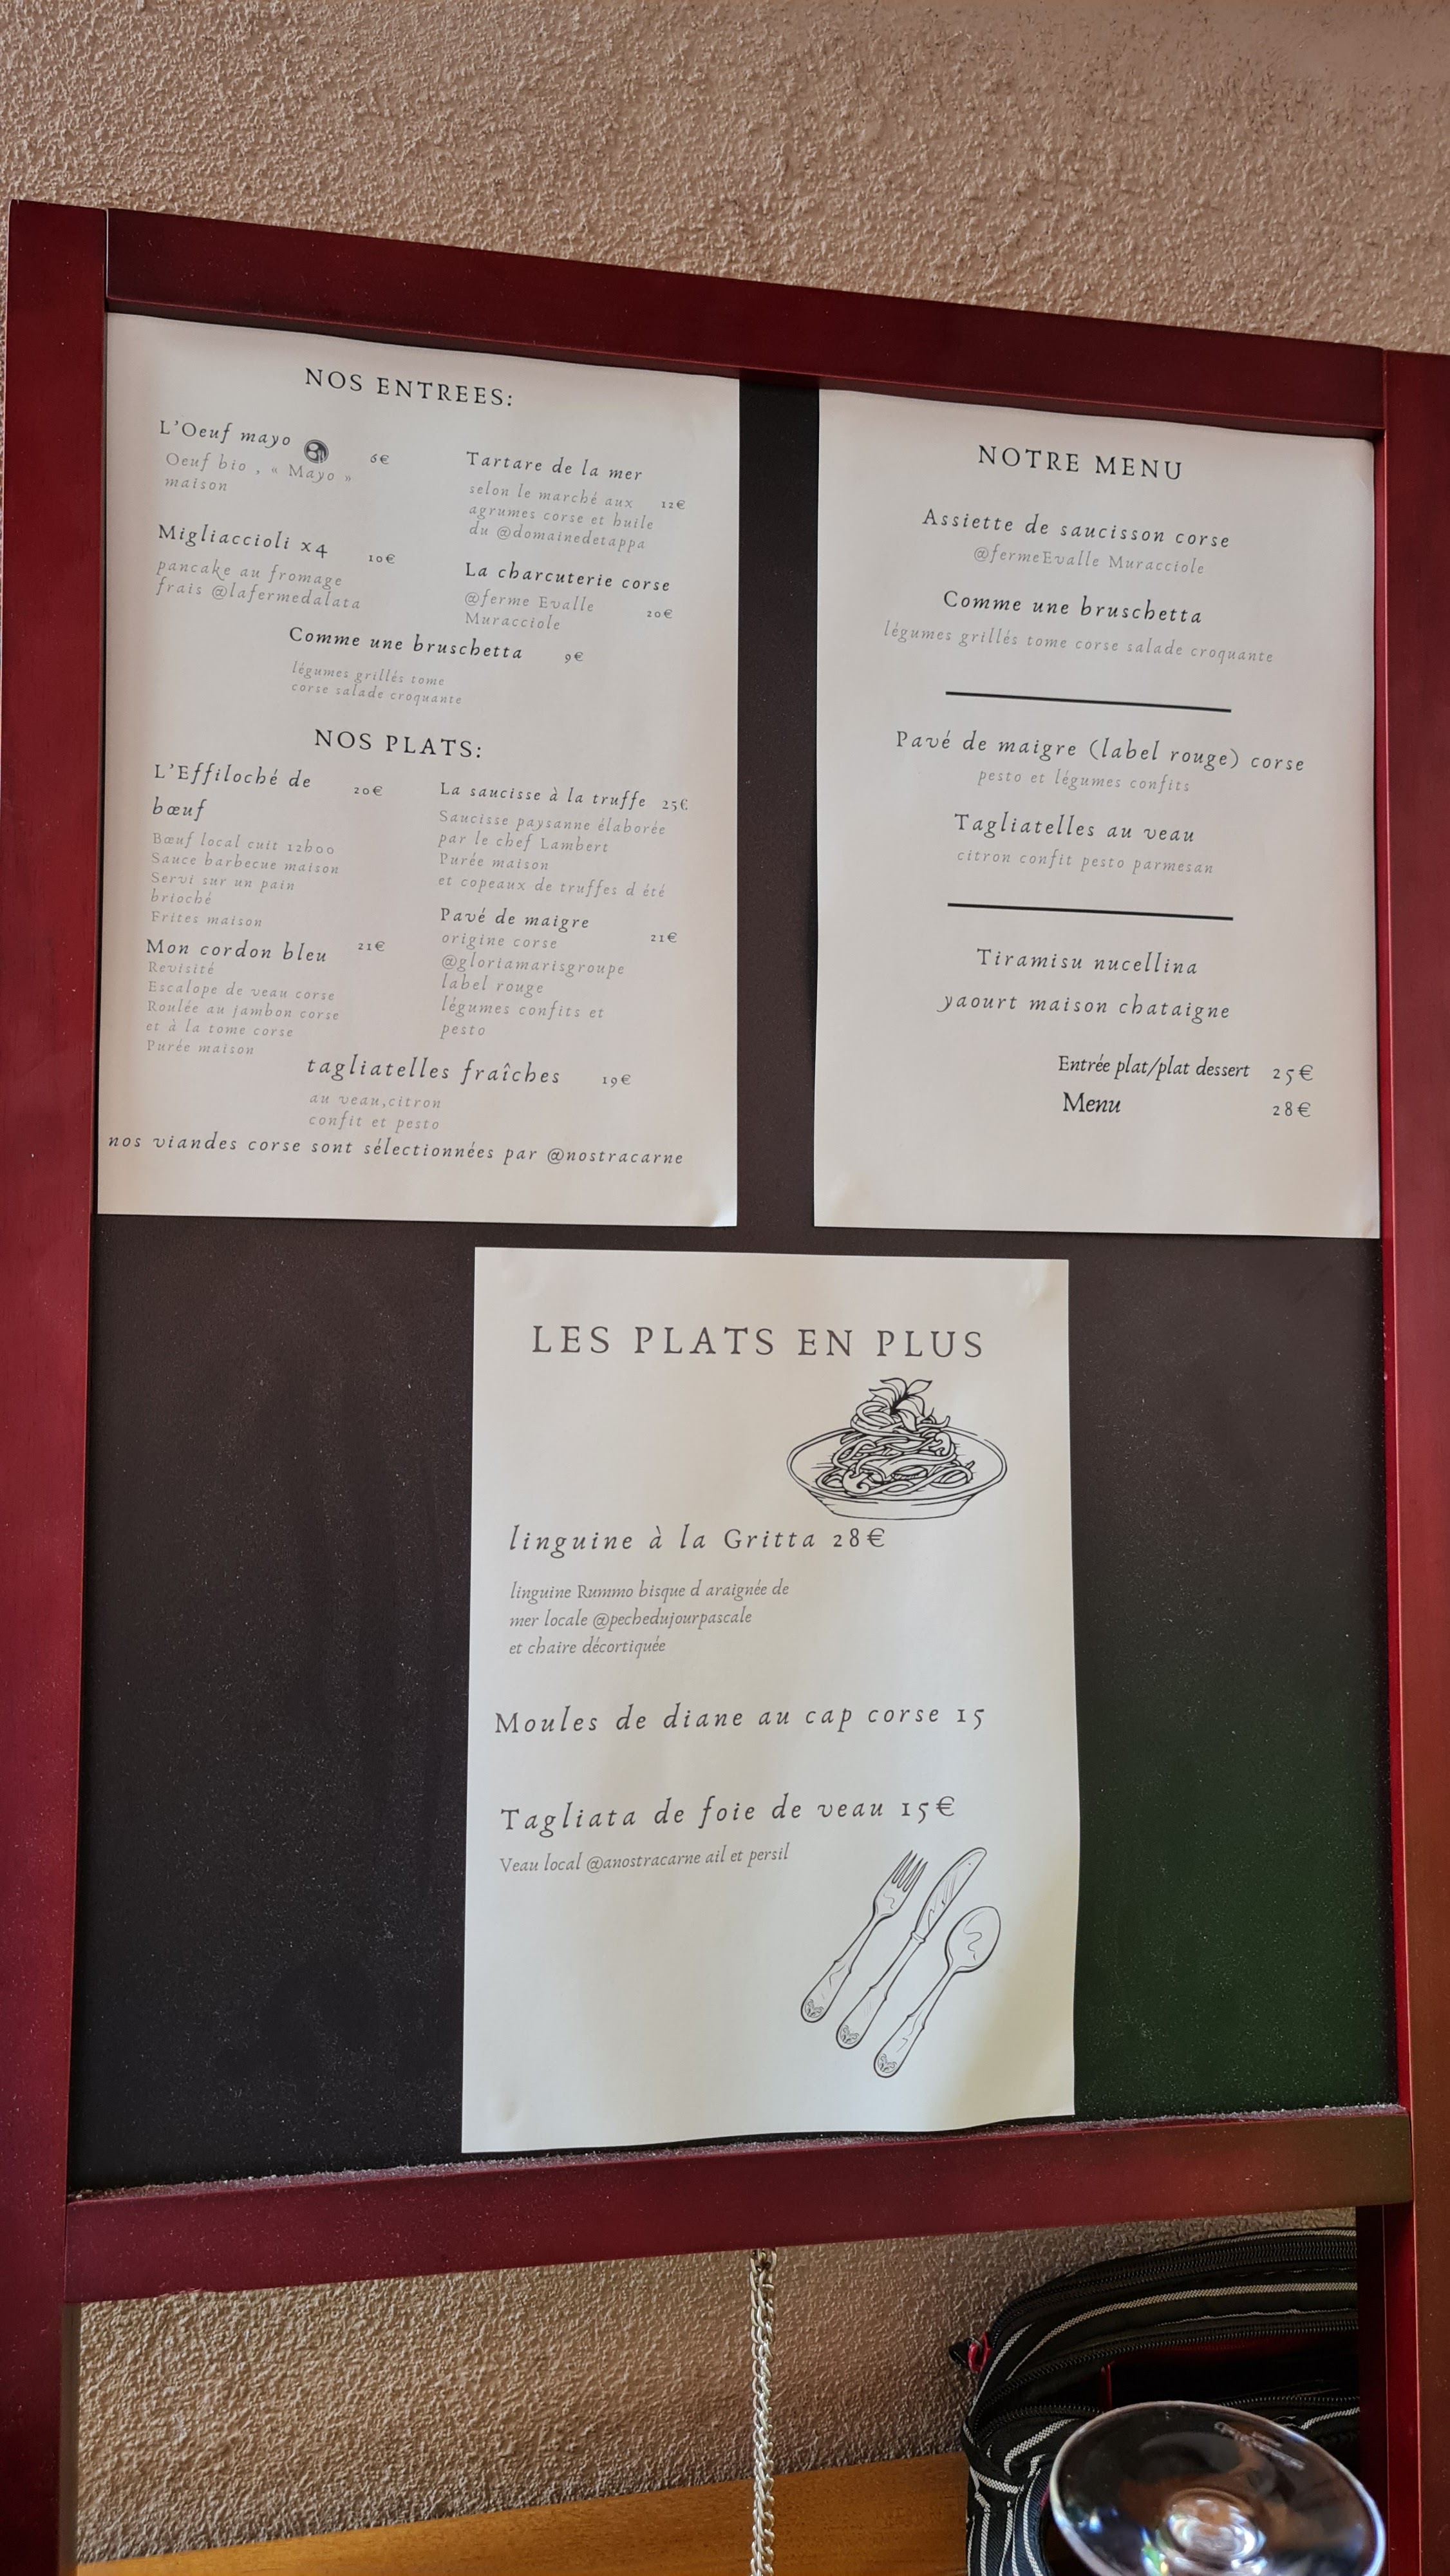 NOS ENTREES:
L'Oeuf mayo
6€
Oeuf bio , « Mayo »
maison
Migliaccioli x4
10€
pancake au fromage
frais @lafermedalata
Tartare de la mer
selon le marché aux
12€
agrumes corse et huile
du @domainedetappa
La charcuterie corse
@ferme Evalle
20€
Muracciole
Comme une bruschetta
9€
légumes grillés tome
corse salade croquante
NOS PLATS:
L'Effiloché de
20€
bœuf
Bœuf local cuit 12h00
Sauce barbecue maison
Servi sur un pain
brioché
Frites maison
Mon cordon bleu
21€
Revisité
Escalope de veau corse
Roulée au jambon corse
et à la tome corse
Purée maison
La saucisse à la truffe 25€
Saucisse paysanne élaborée
par le chef Lambert
Purée maison
et copeaux de truffes d été
Pavé de maigre
21€
origine corse
@gloriamarisgroupe
label rouge
légumes confits et
pesto
tagliatelles fraîches
19€
au veau,citron
confit et pesto
nos viandes corse sont sélectionnées par @nostracarne
NOTRE MENU
Assiette de saucisson corse
@fermeEvalle Muracciole
Comme une bruschetta
légumes grillés tome corse salade croquante
Pavé de maigre (label rouge) corse
pesto et légumes confits
Tagliatelles au veau
citron confit pesto parmesan
Tiramisu nucellina
yaourt maison chataigne
Entrée plat/plat dessert 25€
Menu 28€
LES PLATS EN PLUS
linguine à la Gritta 28€
linguine Rummo bisque d araignée de
mer locale @pechedujourpascale
et chaire décortiquée
Moules de diane au cap corse 15
Tagliata de foie de veau 15€
Veau local @anostracarne ail et persil